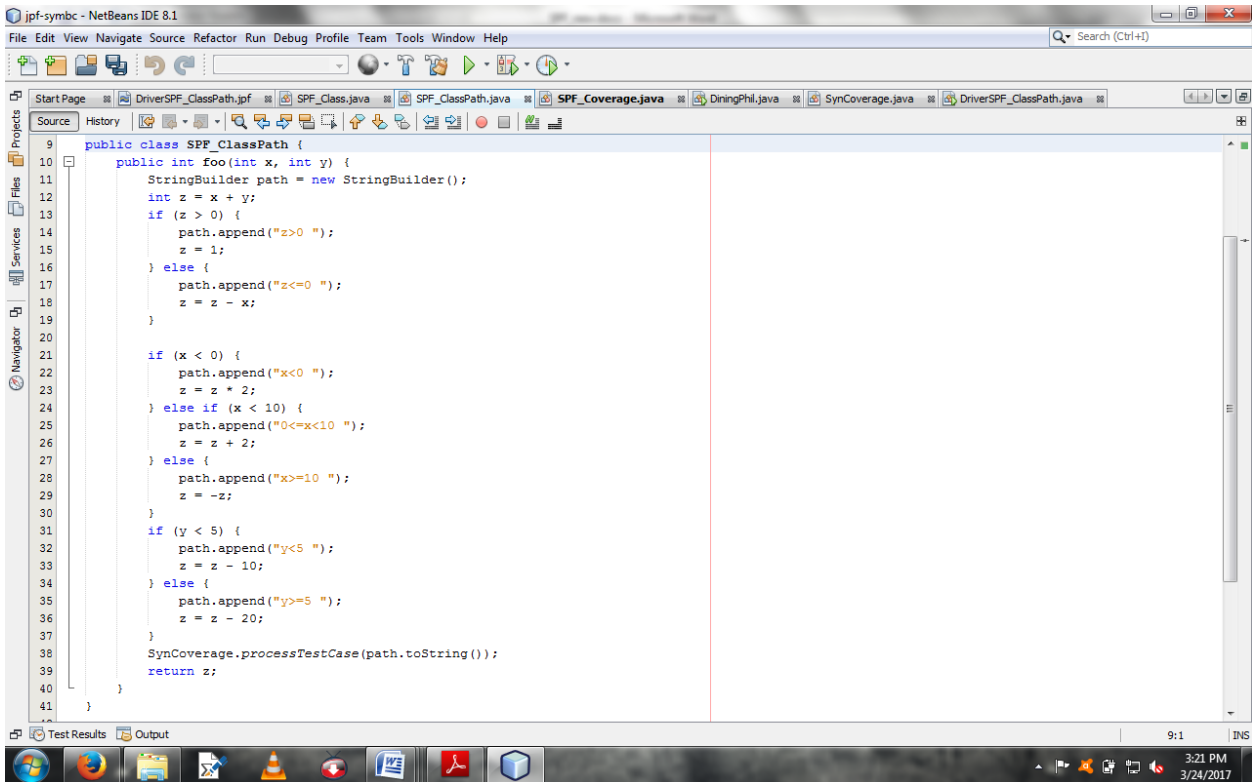 jpf-symbc - NetBeans IDE 8.1
File Edit View Navigate Source Refactor Run Debug Profile Team Tools Window Help
Search (Ctrl+I)
Start Page DriverSPF_ClassPath.jpf SPF_Class.java SPF_ClassPath.java SPF_Coverage.java DiningPhil.java SynCoverage.java DriverSPF_ClassPath.java
Source History
Projects
Files
Services
Navigator
9 public class SPF_ClassPath {
10 public int foo(int x, int y) {
11 StringBuilder path = new StringBuilder();
12 int z = x + y;
13 if (z > 0) {
14 path.append("z>0 ");
15 z = 1;
16 } else {
17 path.append("z<=0 ");
18 z = z - x;
19 }
20
21 if (x < 0) {
22 path.append("x<0 ");
23 z = z * 2;
24 } else if (x < 10) {
25 path.append("0<=x<10 ");
26 z = z + 2;
27 } else {
28 path.append("x>=10 ");
29 z = -z;
30 }
31 if (y < 5) {
32 path.append("y<5 ");
33 z = z - 10;
34 } else {
35 path.append("y>=5 ");
36 z = z - 20;
37 }
38 SynCoverage.processTestCase(path.toString());
39 return z;
40 }
41 }
Test Results Output
9:1 INS
3:21 PM
3/24/2017